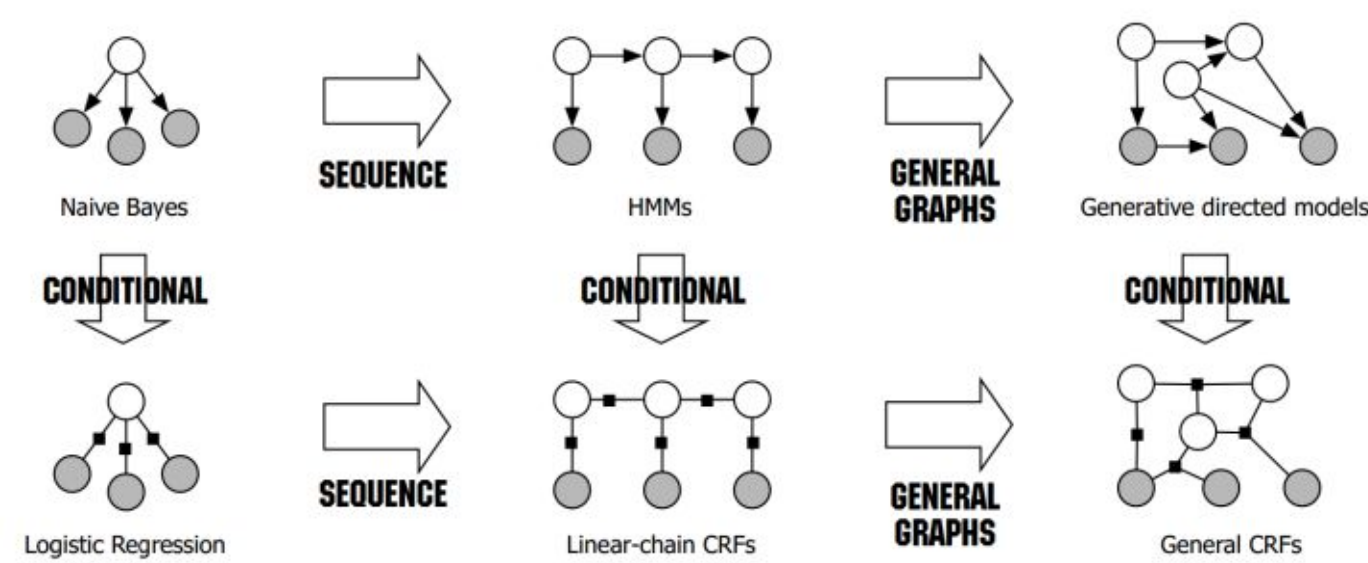 SEQUENCE
GENERAL
GRAPHS
Naive Bayes
HMMs
Generative directed models
CONDITIONAL
CONDITIONAL
CONDITIONAL
SEQUENCE
GENERAL
GRAPHS
Logistic Regression
Linear-chain CRFs
General CRFs